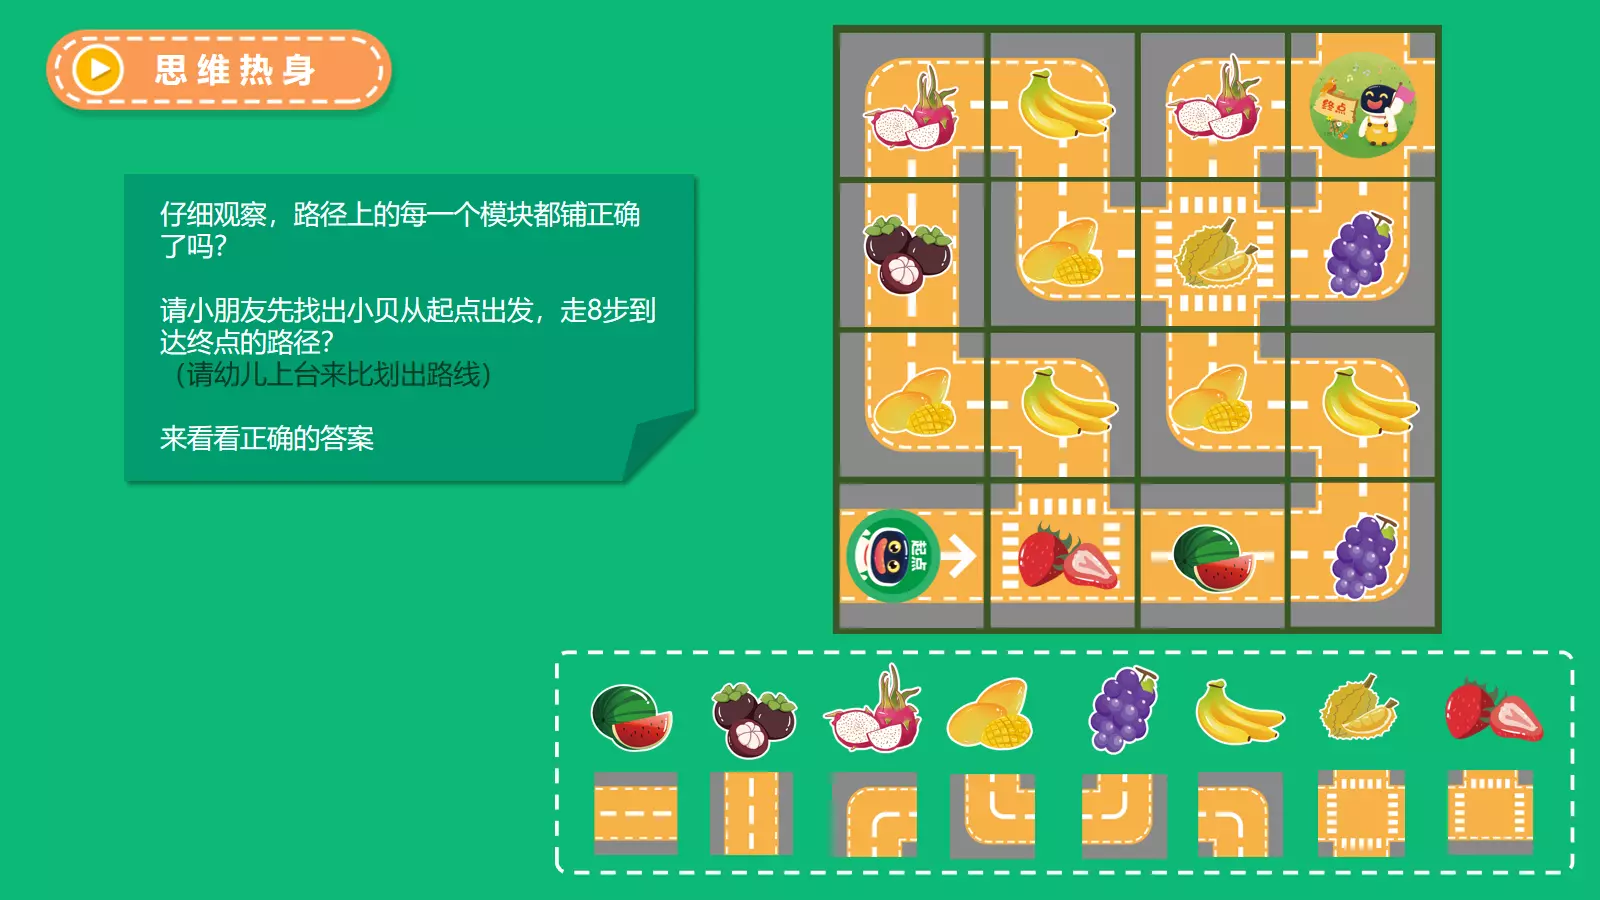 思维热身
仔细观察，路径上的每一个模块都铺正确
了吗？
请小朋友先找出小贝从起点出发，走8步到
达终点的路径？
（请幼儿上台来比划出路线）
来看看正确的答案
终点
起点